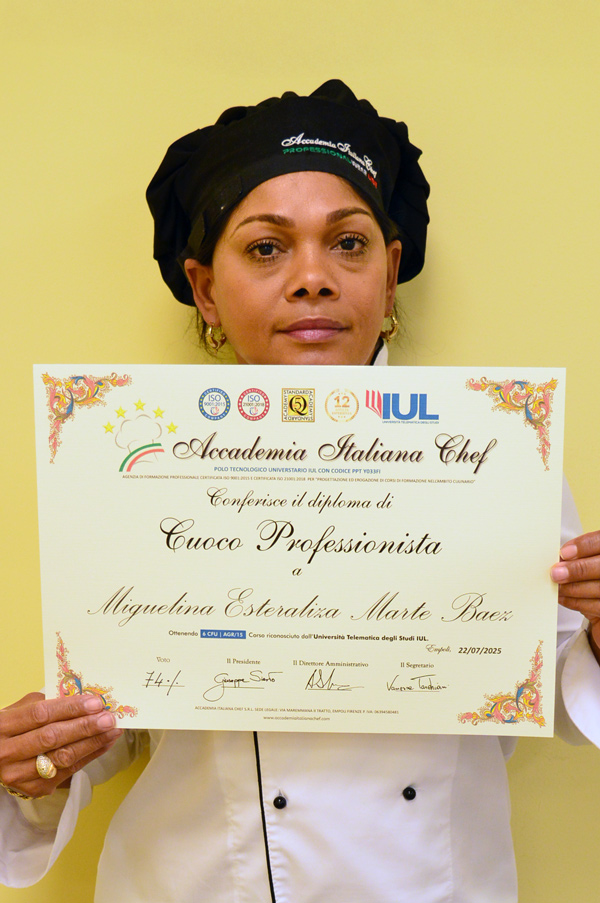 Accademia Italiana Chef
PROFESSIONAL
IUL
Accademia Italiana Chef
POLO TECNOLOGICO UNIVERSITARIO IUL CON CODICE PPT Y03XFI
Conferisce il diploma di
Cuoco Professionista
a
Miguelina Esteraliza Marte Baez
Ottenendo 6 CFU | AGR/15 Corso riconosciuto dall'Università Telematica degli Studi IUL.
Empoli, 22/07/2025
Voto Il Presidente Il Direttore Amministrativo Il Segretario
www.accademiaitalianachef.com